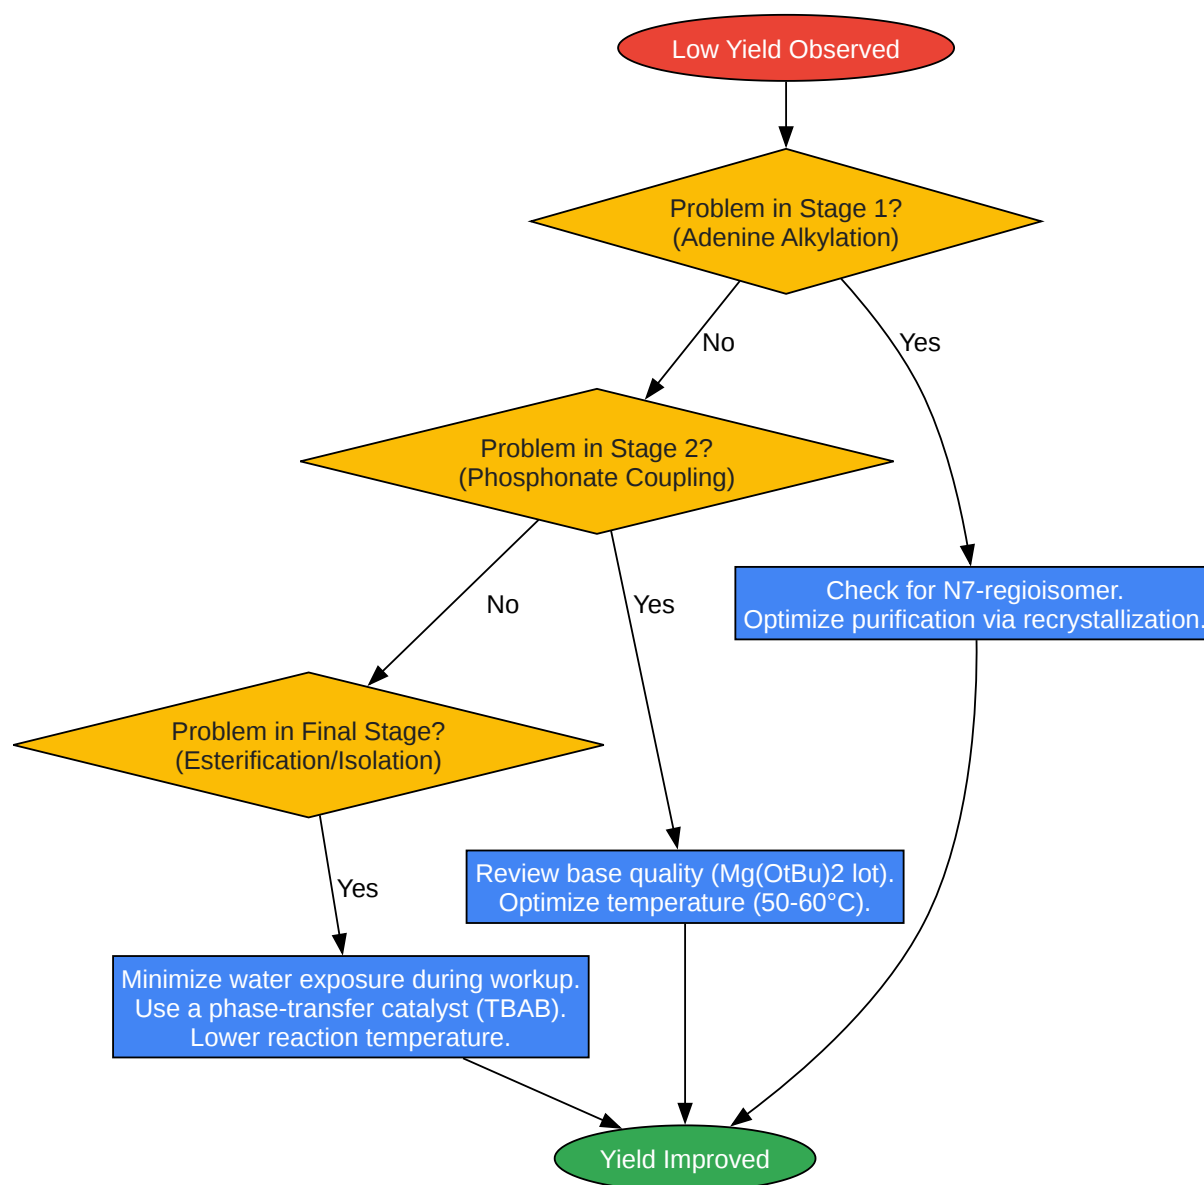 Low Yield Observed
Problem in Stage 1?
(Adenine Alkylation)
No
Yes
Problem in Stage 2?
(Phosphonate Coupling)
No
Yes
Check for N7-regioisomer.
Optimize purification via recrystallization.
Problem in Final Stage?
(Esterification/Isolation)
Yes
Review base quality (Mg(OtBu)2 lot).
Optimize temperature (50-60°C).
Minimize water exposure during workup.
Use a phase-transfer catalyst (TBAB).
Lower reaction temperature.
Yield Improved